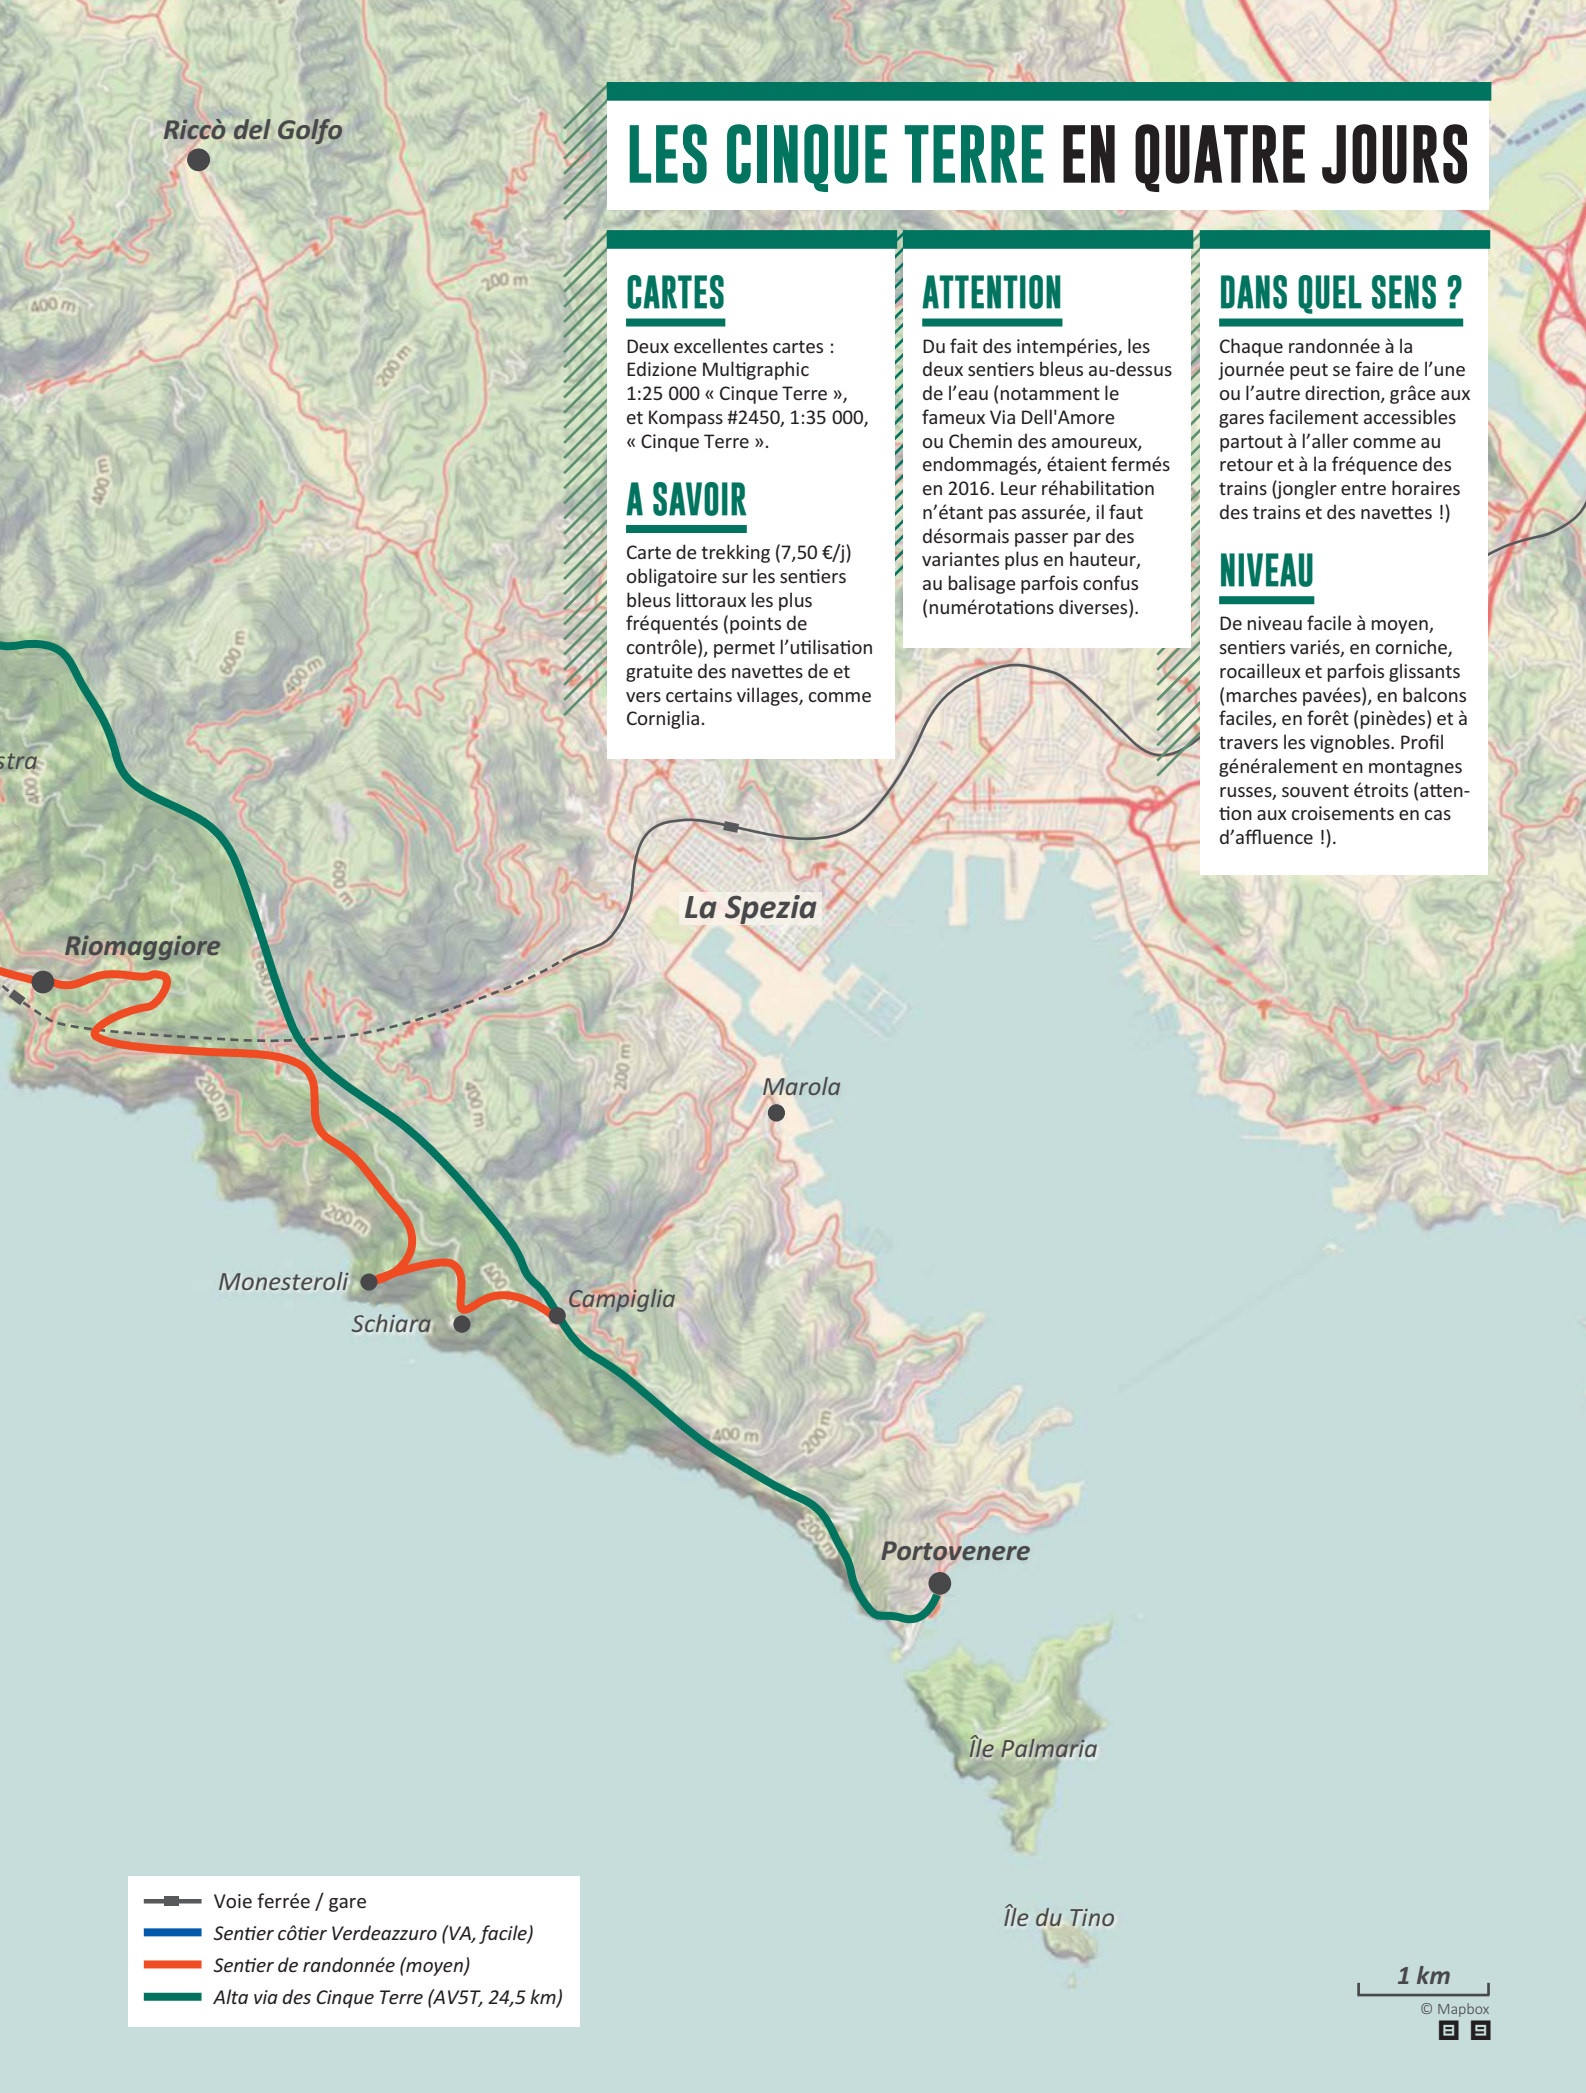 LES CINQUE TERRE EN QUATRE JOURS
CARTES
Deux excellentes cartes :
Edizione Multigraphic
1:25 000 « Cinque Terre »,
et Kompass #2450, 1:35 000,
« Cinque Terre ».
A SAVOIR
Carte de trekking (7,50 €/j)
obligatoire sur les sentiers
bleus littoraux les plus
fréquentés (points de
contrôle), permet l'utilisation
gratuite des navettes de et
vers certains villages, comme
Corniglia.
ATTENTION
Du fait des intempéries, les
deux sentiers bleus au-dessus
de l'eau (notamment le
fameux Via Dell'Amore
ou Chemin des amoureux,
endommagés, étaient fermés
en 2016. Leur réhabilitation
n'étant pas assurée, il faut
désormais passer par des
variantes plus en hauteur,
au balisage parfois confus
(numérotations diverses).
DANS QUEL SENS ?
Chaque randonnée à la
journée peut se faire de l'une
ou l'autre direction, grâce aux
gares facilement accessibles
partout à l'aller comme au
retour et à la fréquence des
trains (jongler entre horaires
des trains et des navettes !)
NIVEAU
De niveau facile à moyen,
sentiers variés, en corniche,
rocailleux et parfois glissants
(marches pavées), en balcons
faciles, en forêt (pinèdes) et à
travers les vignobles. Profil
généralement en montagnes
russes, souvent étroits (atten-
tion aux croisements en cas
d'affluence !).
Riccò del Golfo
400 m
200 m
200 m
400 m
600 m
400 m
stra
400 m
600 m
La Spezia
Riomaggiore
600 m
200 m
200 m
400 m
Marola
200 m
Monesteroli
400 m
Campiglia
Schiara
400 m
200 m
200 m
Portovenere
Île Palmaria
Île du Tino
Voie ferrée / gare
Sentier côtier Verdeazzuro (VA, facile)
Sentier de randonnée (moyen)
Alta via des Cinque Terre (AV5T, 24,5 km)
1 km
© Mapbox
8 9